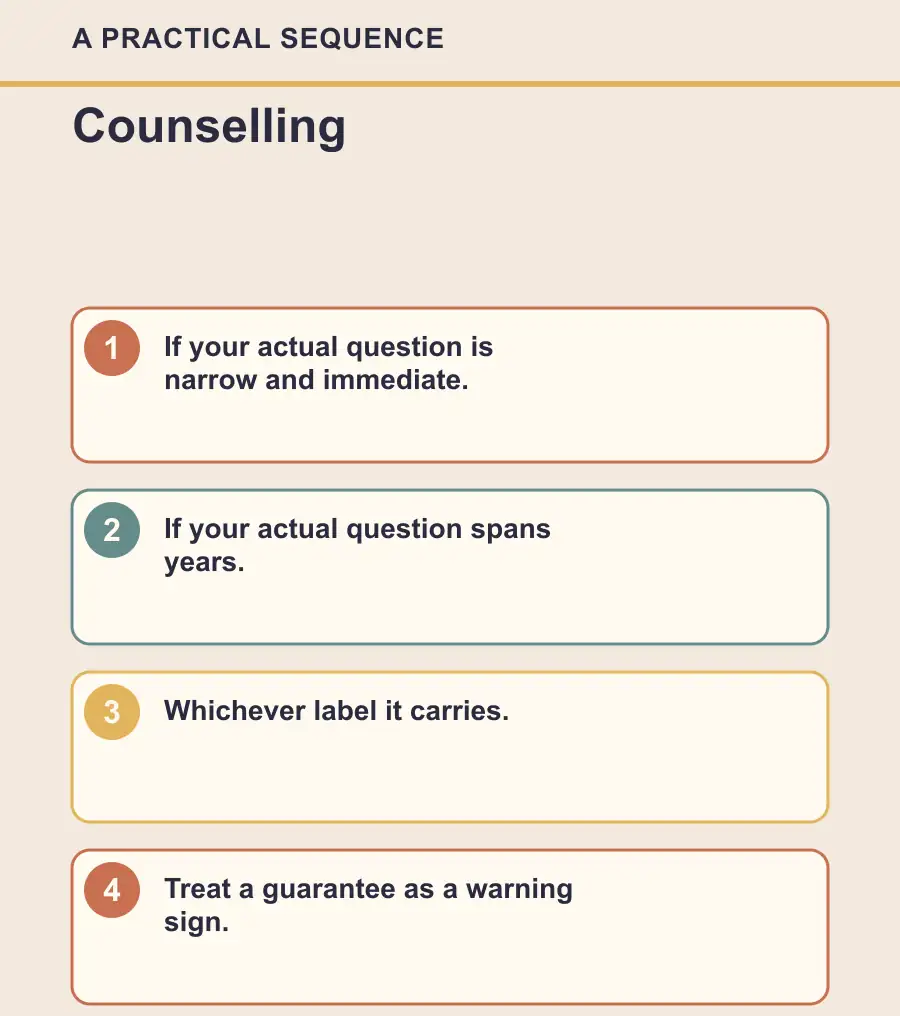 A PRACTICAL SEQUENCE
Counselling
1
If your actual question is
narrow and immediate.
2
If your actual question spans
years.
3
Whichever label it carries.
4
Treat a guarantee as a warning
sign.